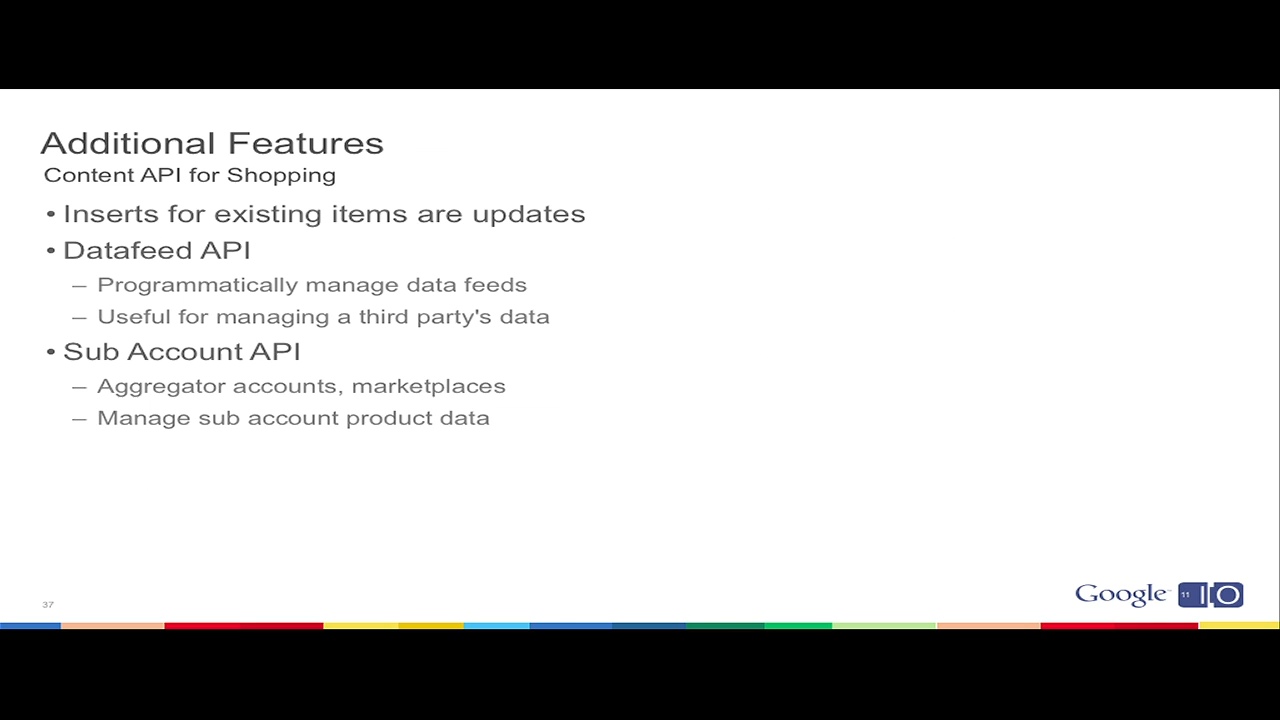 Additional Features
Content API for Shopping
• Inserts for existing items are updates
• Datafeed API
– Programmatically manage data feeds
– Useful for managing a third party's data
• Sub Account API
– Aggregator accounts, marketplaces
– Manage sub account product data
37
Google 11 IO